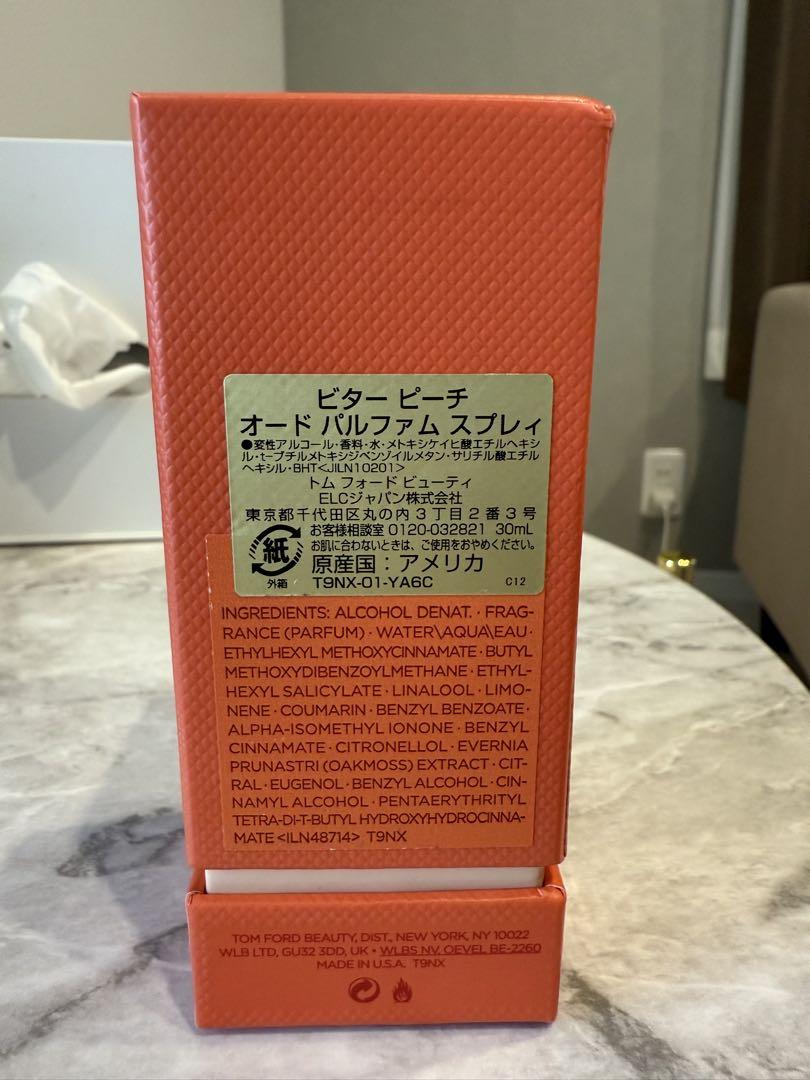 ビター ピーチ
オード パルファム スプレィ
●変性アルコール・香料・水・メトキシケイヒ酸エチルヘキシ
ル・t-ブチルメトキシジベンゾイルメタン・サリチル酸エチル
ヘキシル・BHT<JILN10201>
トム フォード ビューティ
ELCジャパン株式会社
東京都千代田区丸の内3丁目2番3号
お客様相談室 0120-032821 30mL
お肌に合わないときは、ご使用をおやめください。
紙
原産国：アメリカ
外箱 T9NX-01-YA6C C12
INGREDIENTS: ALCOHOL DENAT. · FRAG-
RANCE (PARFUM) · WATER\AQUA\EAU ·
ETHYLHEXYL METHOXYCINNAMATE · BUTYL
METHOXYDIBENZOYLMETHANE · ETHYL-
HEXYL SALICYLATE · LINALOOL · LIMO-
NENE · COUMARIN · BENZYL BENZOATE ·
ALPHA-ISOMETHYL IONONE · BENZYL
CINNAMATE · CITRONELLOL · EVERNIA
PRUNASTRI (OAKMOSS) EXTRACT · CIT-
RAL · EUGENOL · BENZYL ALCOHOL · CIN-
NAMYL ALCOHOL · PENTAERYTHRITYL
TETRA-DI-T-BUTYL HYDROXYHYDROCINNA-
MATE <ILN48714> T9NX
TOM FORD BEAUTY, DIST., NEW YORK, NY 10022
WLB LTD, GU32 3DD, UK • WLBS NV, OEVEL BE-2260
MADE IN U.S.A. T9NX